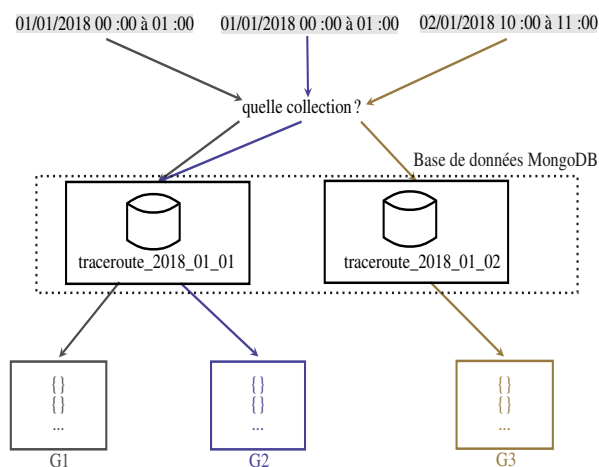 01/01/2018 00 :00 à 01 :00
01/01/2018 00 :00 à 01 :00
02/01/2018 10 :00 à 11 :00
quelle collection ?
Base de données MongoDB
traceroute_2018_01_01
traceroute_2018_01_02
{}
{}
...
{}
{}
...
{}
{}
...
G1
G2
G3